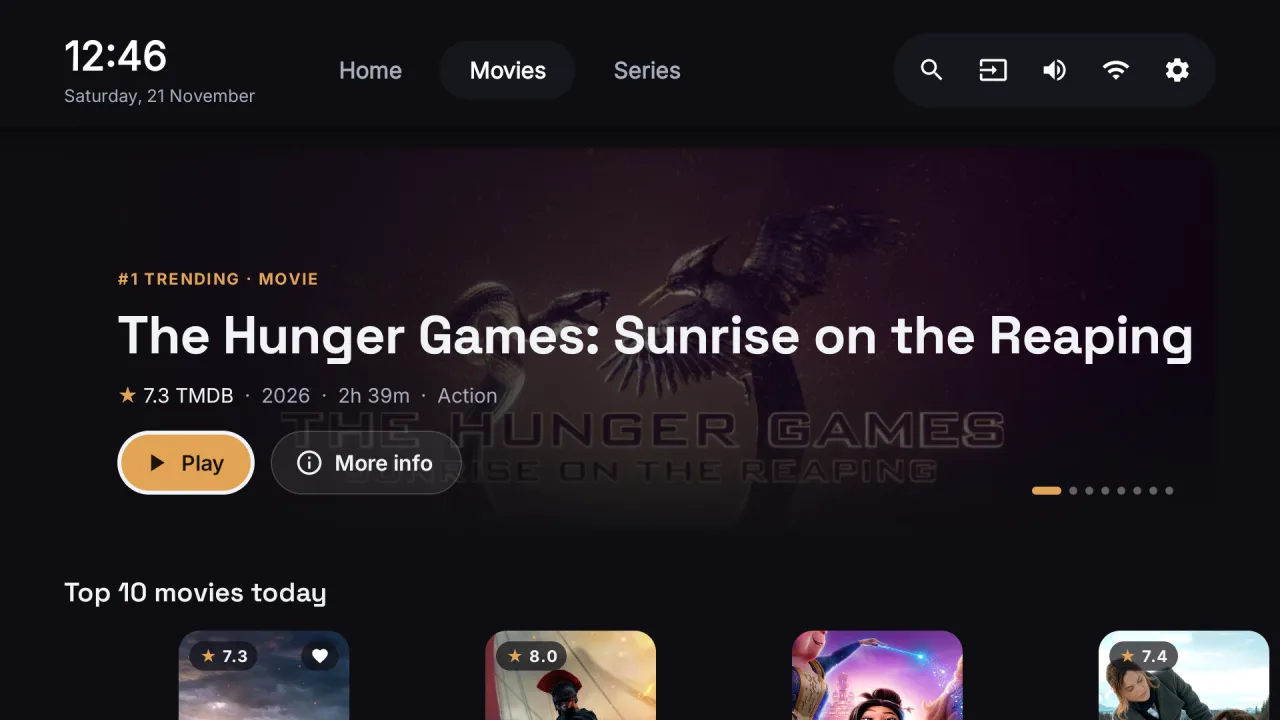 12:46
Saturday, 21 November
Home
Movies
Series
#1 TRENDING · MOVIE
The Hunger Games: Sunrise on the Reaping
★ 7.3 TMDB · 2026 · 2h 39m · Action
THE HUNGER GAMES
RISE ON THE REAPING
Play
More info
Top 10 movies today
★ 7.3
★ 8.0
★ 7.4